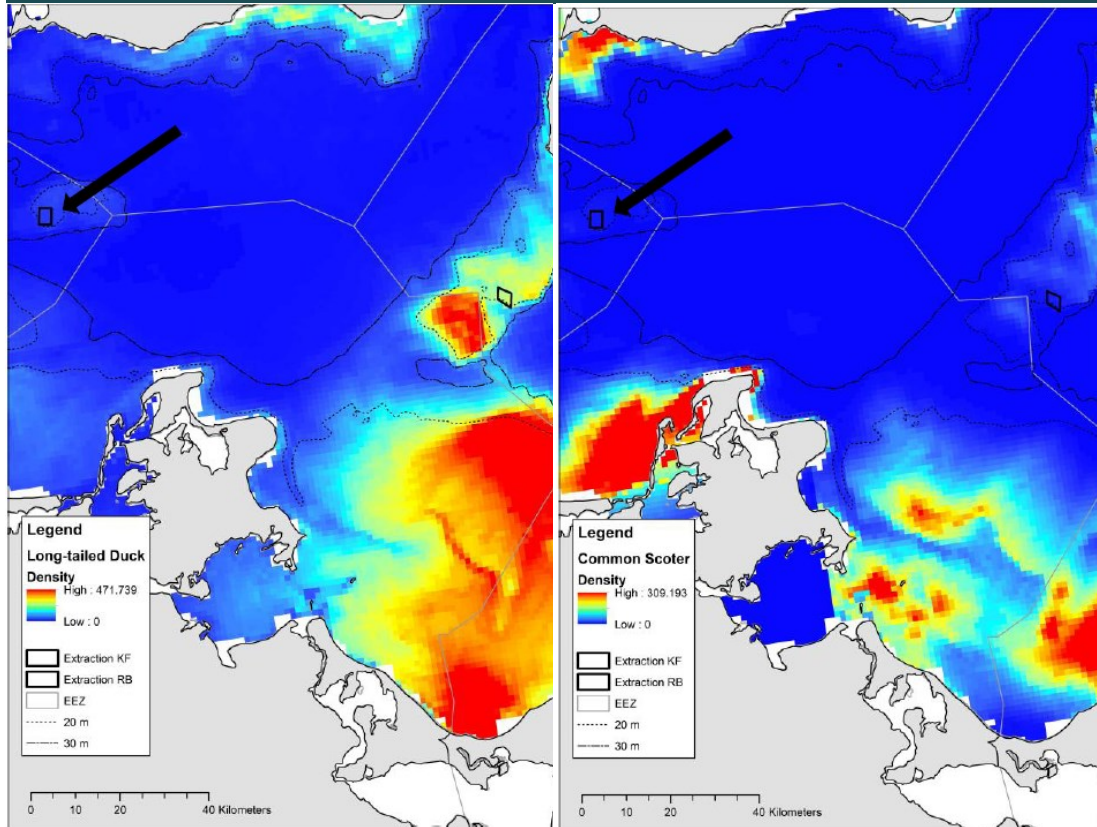 Legend
Long-tailed Duck
Density
High : 471.739
Low : 0
Extraction KF
Extraction RB
EEZ
20 m
30 m
0 10 20 40 Kilometers
Legend
Common Scoter
Density
High : 309.193
Low : 0
Extraction KF
Extraction RB
EEZ
20 m
30 m
0 10 20 40 Kilometers